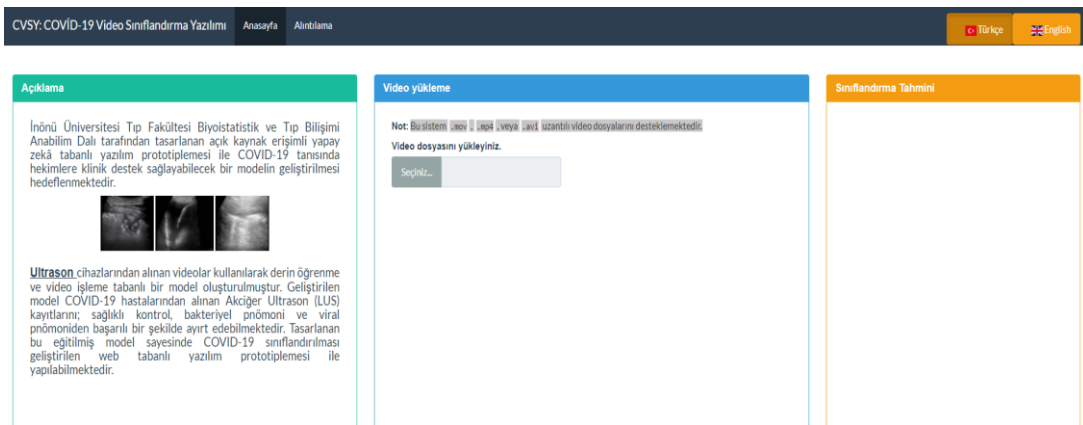 CVSY: COVİD-19 Video Sınıflandırma Yazılımı Anasayfa Alıntılama Türkçe English
Açıklama
İnönü Üniversitesi Tıp Fakültesi Biyoistatistik ve Tıp Bilişimi
Anabilim Dalı tarafından tasarlanan açık kaynak erişimli yapay
zekâ tabanlı yazılım prototiplemesi ile COVID-19 tanısında
hekimlere klinik destek sağlayabilecek bir modelin geliştirilmesi
hedeflenmektedir.
Ultrason cihazlarından alınan videolar kullanılarak derin öğrenme
ve video işleme tabanlı bir model oluşturulmuştur. Geliştirilen
model COVID-19 hastalarından alınan Akciğer Ultrason (LUS)
kayıtlarını; sağlıklı kontrol, bakteriyel pnömoni ve viral
pnömoniden başarılı bir şekilde ayırt edebilmektedir. Tasarlanan
bu eğitilmiş model sayesinde COVID-19 sınıflandırılması
geliştirilen web tabanlı yazılım prototiplemesi ile
yapılabilmektedir.
Video yükleme
Not: Bu sistem .mov , .mp4 , veya .avi uzantılı video dosyalarını desteklemektedir.
Video dosyasını yükleyiniz.
Seçiniz...
Sınıflandırma Tahmini